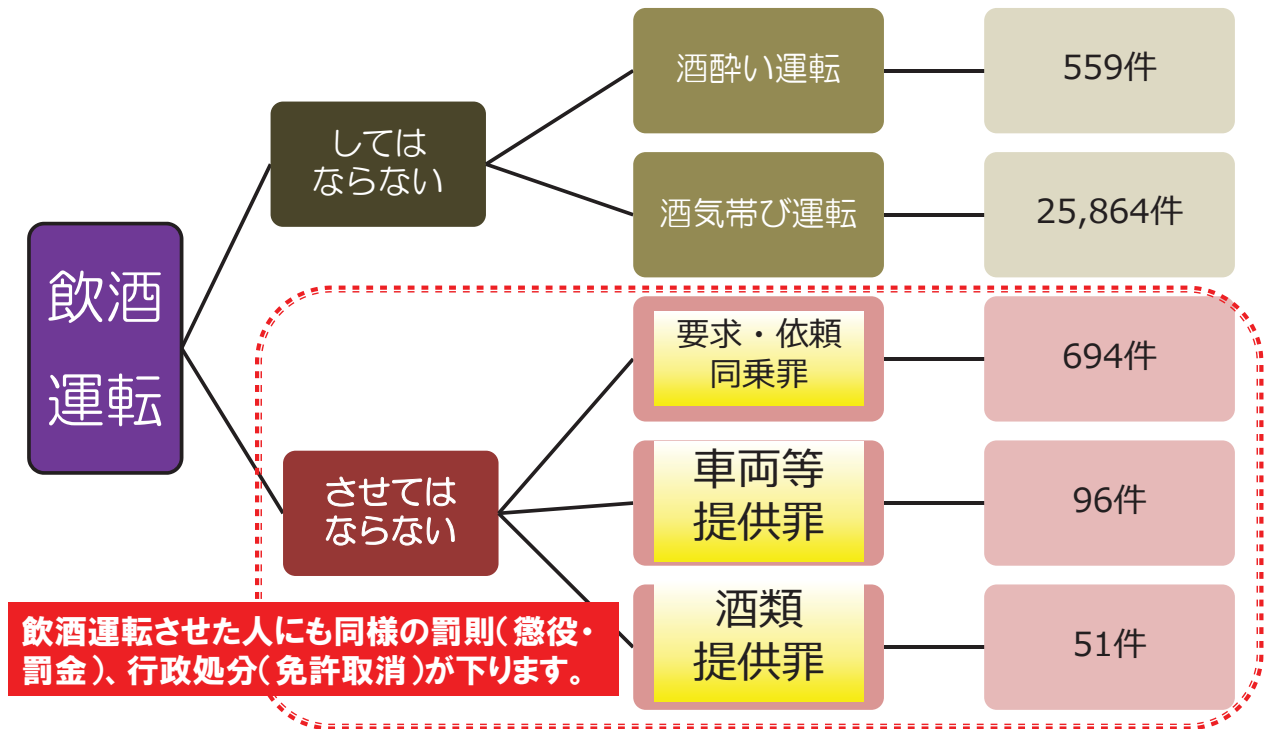 飲酒
運転
しては
ならない
酒酔い運転
559件
酒気帯び運転
25,864件
させては
ならない
要求・依頼
同乗罪
694件
車両等
提供罪
96件
酒類
提供罪
51件
飲酒運転させた人にも同様の罰則(懲役・
罰金)、行政処分(免許取消)が下ります。